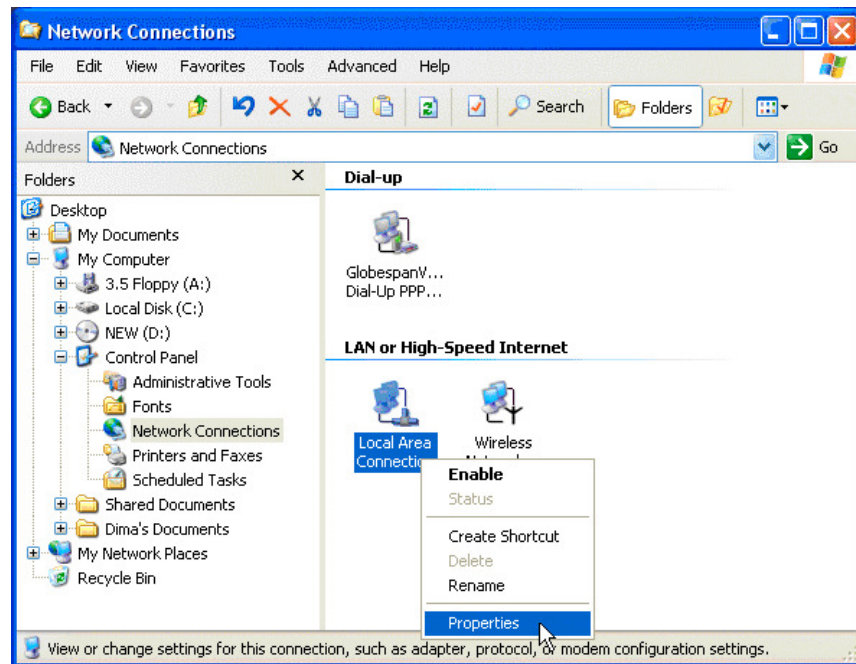 Network Connections
File Edit View Favorites Tools Advanced Help
Back Search Folders
Address Network Connections Go
Folders
Desktop
My Documents
My Computer
3.5 Floppy (A:)
Local Disk (C:)
NEW (D:)
Control Panel
Administrative Tools
Fonts
Network Connections
Printers and Faxes
Scheduled Tasks
Shared Documents
Dima's Documents
My Network Places
Recycle Bin
Dial-up
GlobespanV...
Dial-Up PPP...
LAN or High-Speed Internet
Local Area
Connection
Wireless
Enable
Status
Create Shortcut
Delete
Rename
Properties
View or change settings for this connection, such as adapter, protocol, or modem configuration settings.